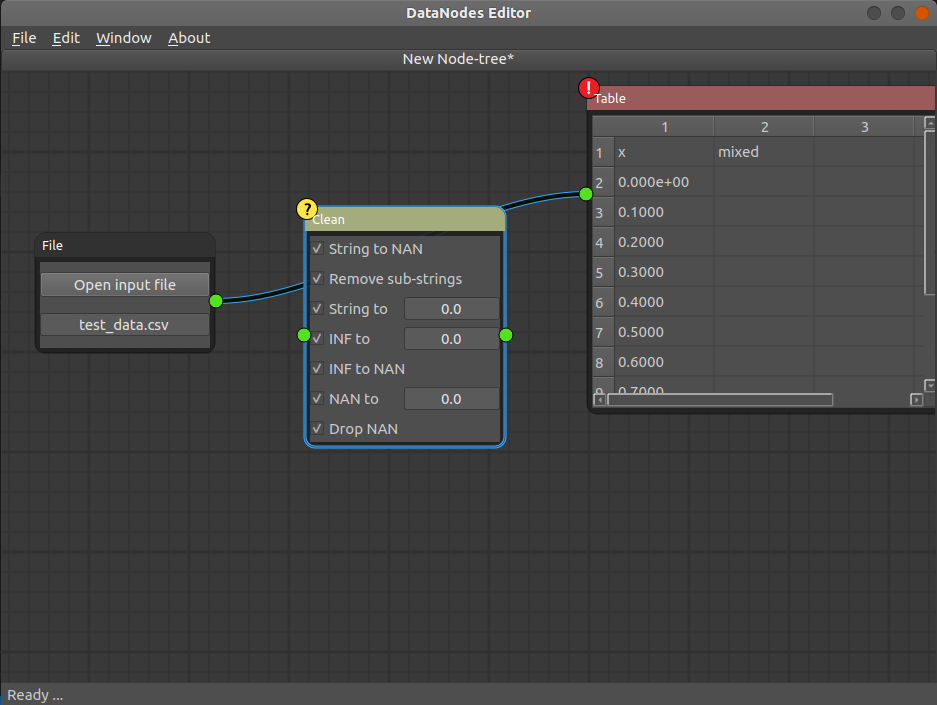 DataNodes Editor
File Edit Window About
New Node-tree*
File
Open input file
test_data.csv
?
Clean
String to NAN
Remove sub-strings
String to 0.0
INF to 0.0
INF to NAN
NAN to 0.0
Drop NAN
!
Table
1 2 3
1 x mixed
2 0.000e+00
3 0.1000
4 0.2000
5 0.3000
6 0.4000
7 0.5000
8 0.6000
9 0.7000
Ready ...